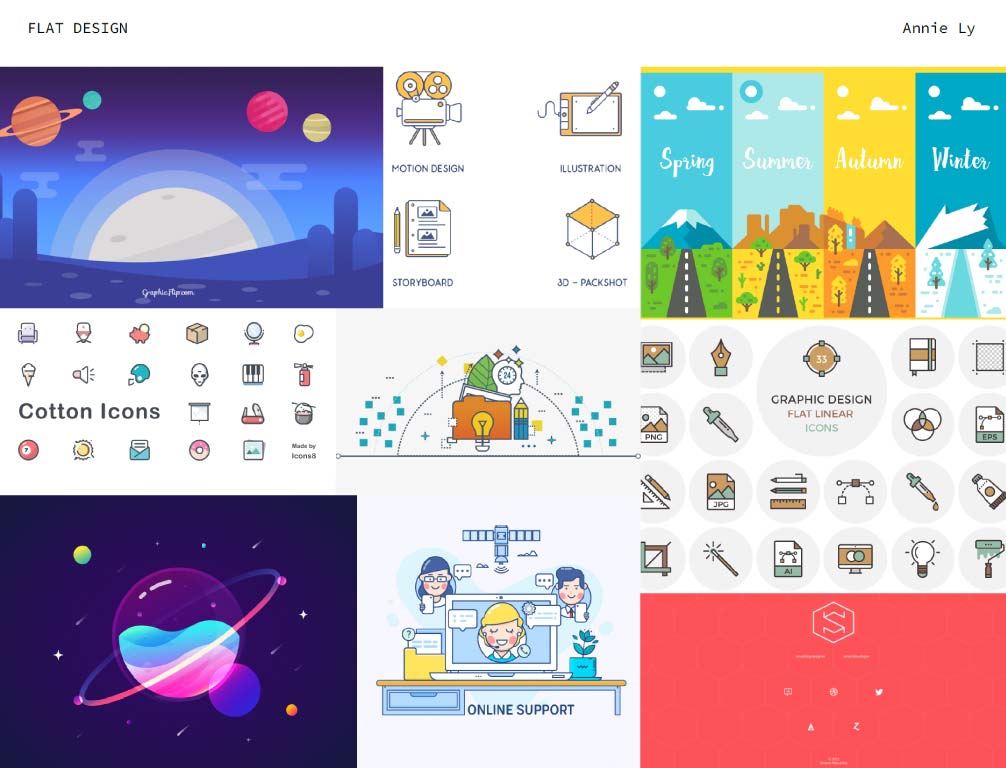 FLAT DESIGN
Annie Ly
MOTION DESIGN
ILLUSTRATION
STORYBOARD
3D - PACKSHOT
GraphicFlip.com
Spring
Summer
Autumn
Winter
Cotton Icons
7
Made by
Icons8
24
33
GRAPHIC DESIGN
FLAT LINEAR
ICONS
PNG
EPS
JPG
AI
?
ONLINE SUPPORT